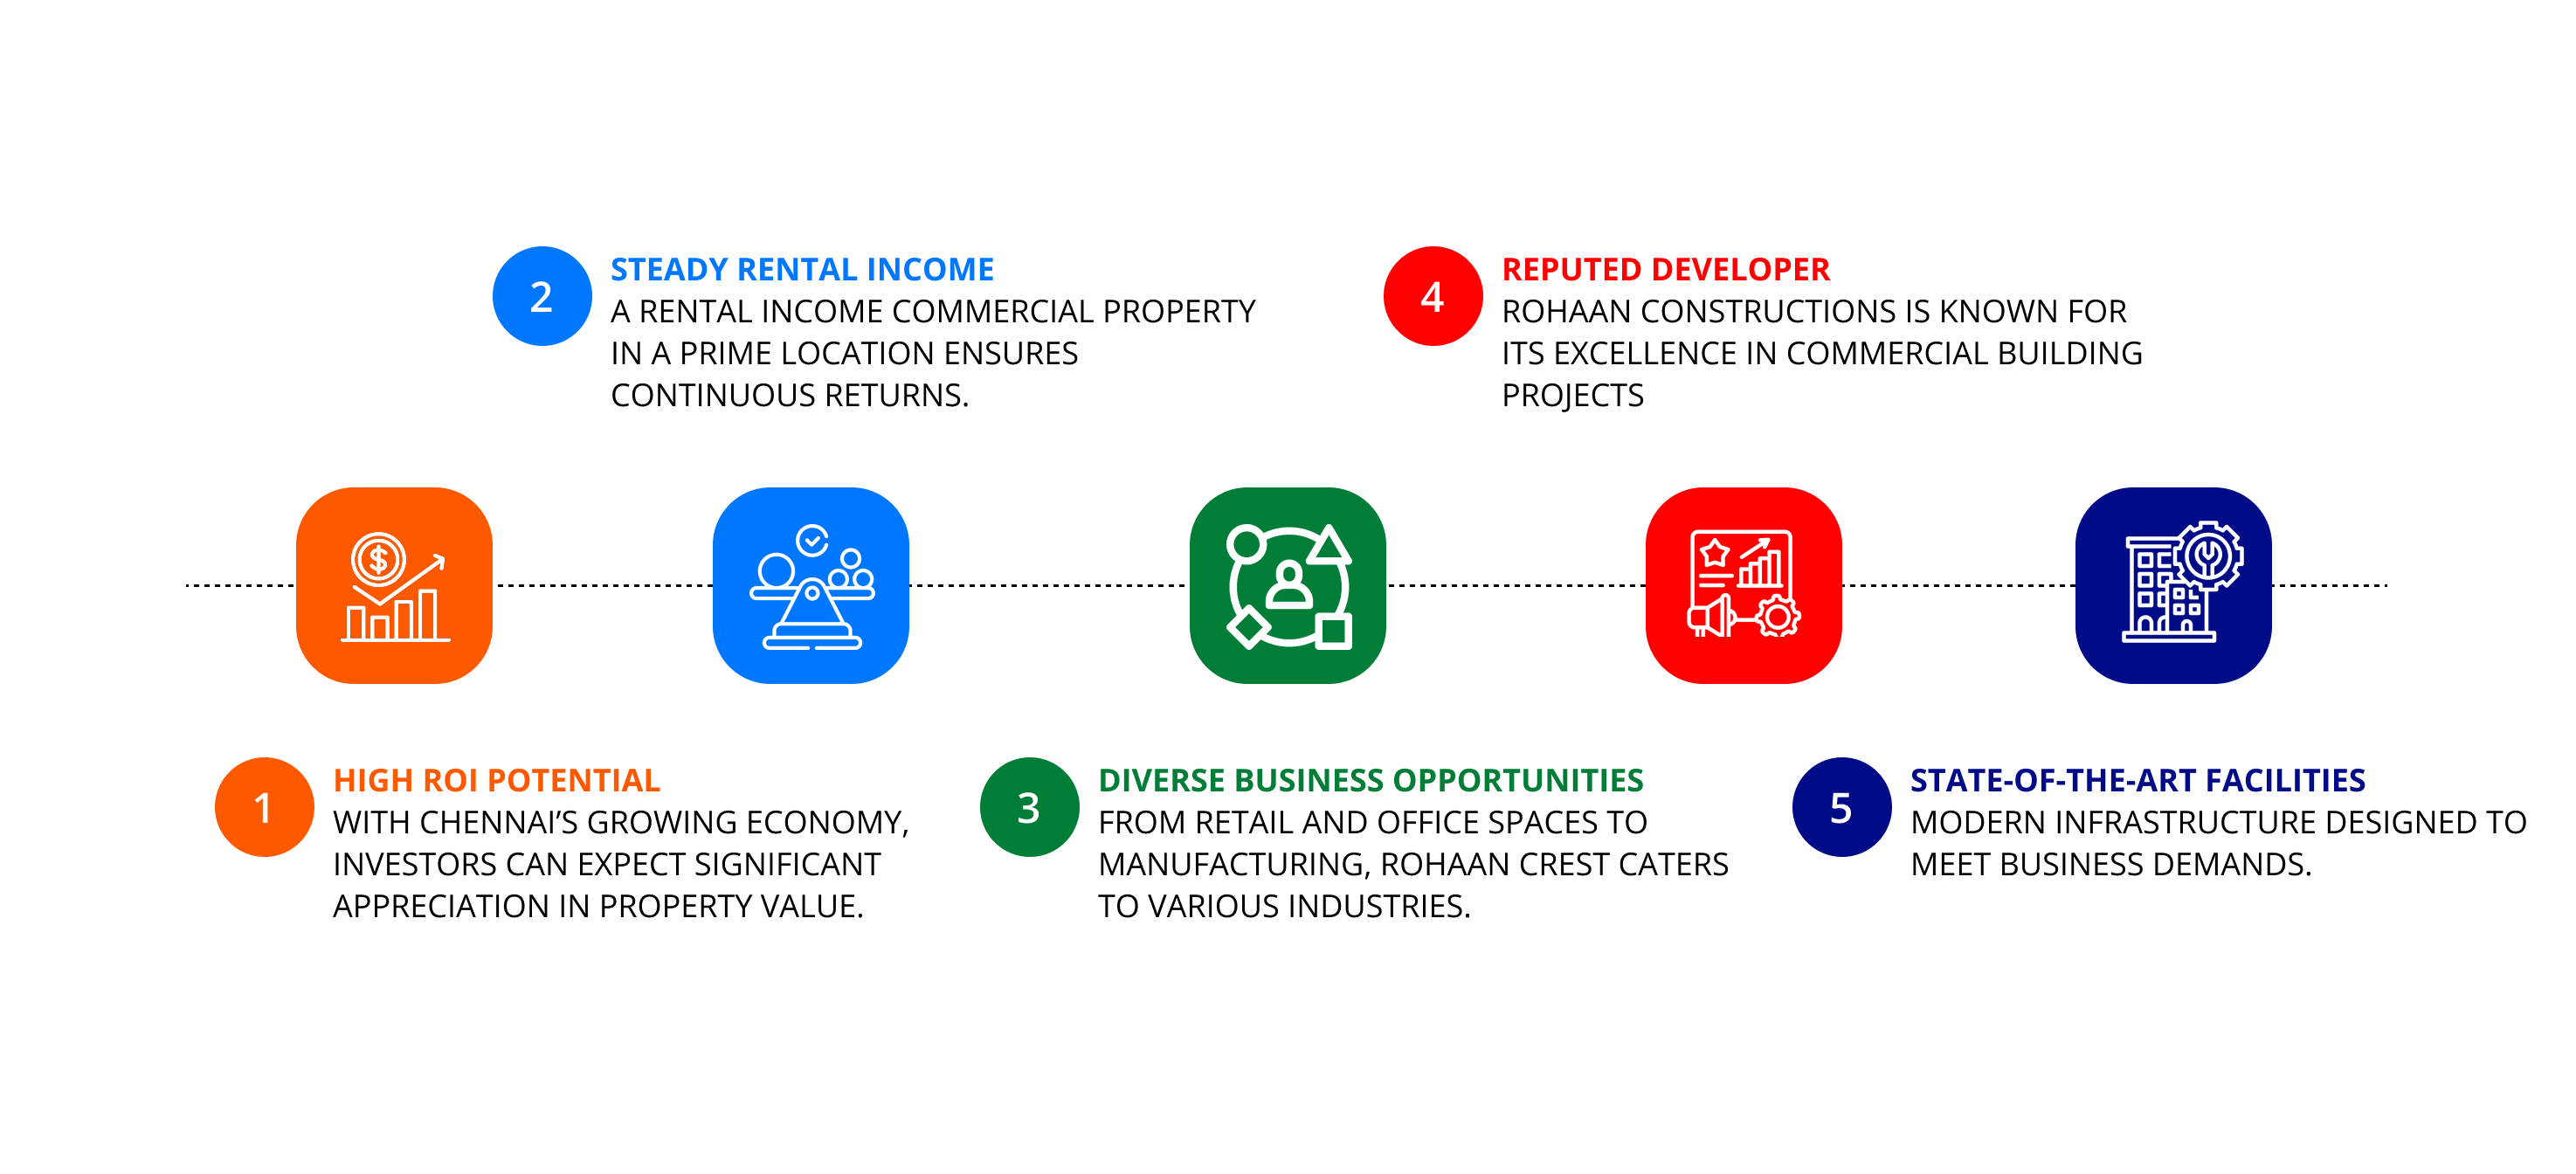 2
STEADY RENTAL INCOME
A RENTAL INCOME COMMERCIAL PROPERTY
IN A PRIME LOCATION ENSURES
CONTINUOUS RETURNS.
4
REPUTED DEVELOPER
ROHAAN CONSTRUCTIONS IS KNOWN FOR
ITS EXCELLENCE IN COMMERCIAL BUILDING
PROJECTS
$
1
HIGH ROI POTENTIAL
WITH CHENNAI’S GROWING ECONOMY,
INVESTORS CAN EXPECT SIGNIFICANT
APPRECIATION IN PROPERTY VALUE.
3
DIVERSE BUSINESS OPPORTUNITIES
FROM RETAIL AND OFFICE SPACES TO
MANUFACTURING, ROHAAN CREST CATERS
TO VARIOUS INDUSTRIES.
5
STATE-OF-THE-ART FACILITIES
MODERN INFRASTRUCTURE DESIGNED TO
MEET BUSINESS DEMANDS.